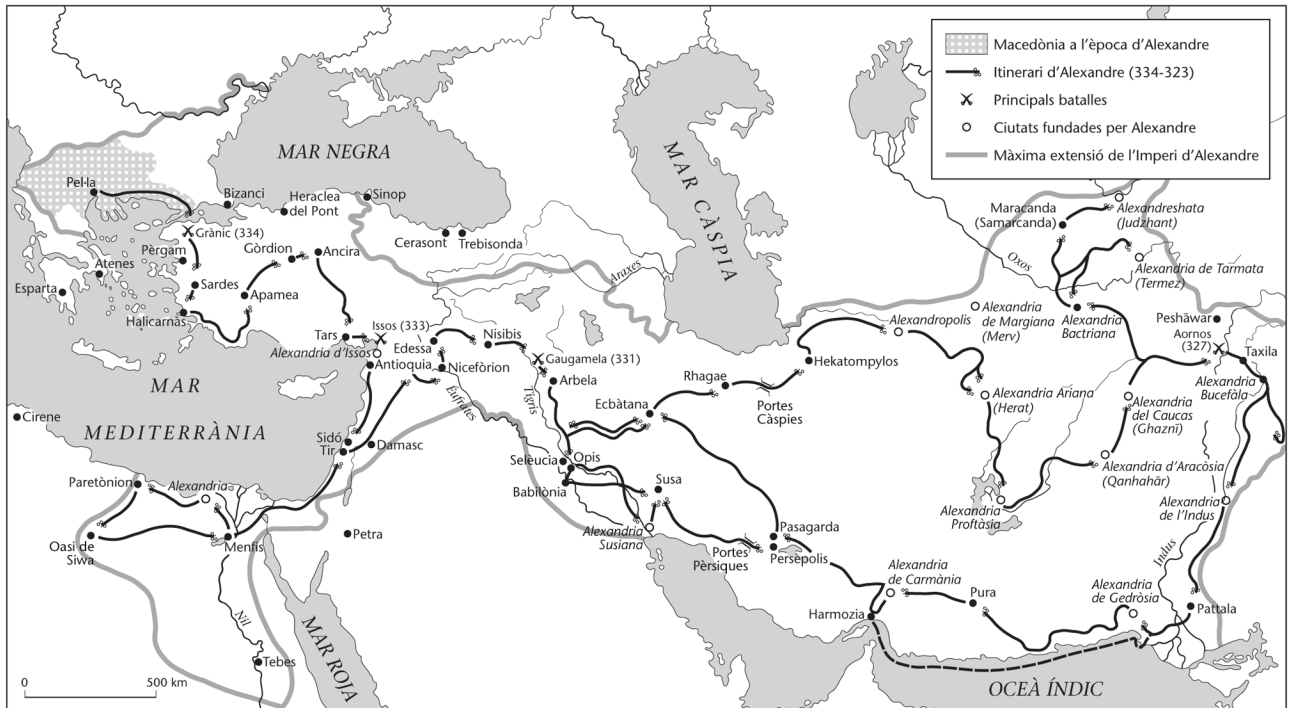 Macedònia a l'època d'Alexandre
Itinerari d'Alexandre (334-323)
Principals batalles
Ciutats fundades per Alexandre
Màxima extensió de l'Imperi d'Alexandre
MAR NEGRA
MAR CÀSPIA
Pel·la
Bizanci
Heraclea
del Pont
Sinop
Cerasont
Trebisonda
Grànic (334)
Pèrgam
Gòrdion
Ancira
Atenes
Esparta
Sardes
Apamea
Halicarnàs
Araxes
Oxos
Maracanda
(Samarcanda)
Alexandreshata
(Judzhant)
Alexandria de Tarmata
(Termez)
Alexandria
de Margiana
(Merv)
Alexandria
Bactriana
Peshāwar
Aornos
(327)
Taxila
Alexandria
Bucefàla
Tars
Issos (333)
Alexandria d'Issos
Edessa
Nisibis
Antioquia
Nicefòrion
Gaugamela (331)
Arbela
Tigris
Eufrates
Alexandropolis
Hekatompylos
Rhagae
Portes
Càspies
Ecbàtana
Alexandria Ariana
(Herat)
Alexandria
del Caucas
(Ghaznī)
Alexandria d'Aracòsia
(Qanhahār)
Alexandria
Proftàsia
Alexandria
de l'Indus
MAR
MEDITERRÀNIA
Cirene
Sidó
Tir
Damasc
Selèucia
Opis
Babilònia
Susa
Alexandria
Susiana
Paretònion
Alexandria
Oasi de
Siwa
Menfis
Petra
Portes
Pèrsiques
Pasagarda
Persèpolis
Alexandria
de Carmània
Harmozia
Pura
Alexandria
de Gedròsia
Indus
Pattala
Nil
Tebes
MAR ROJA
OCEÀ ÍNDIC
0 500 km